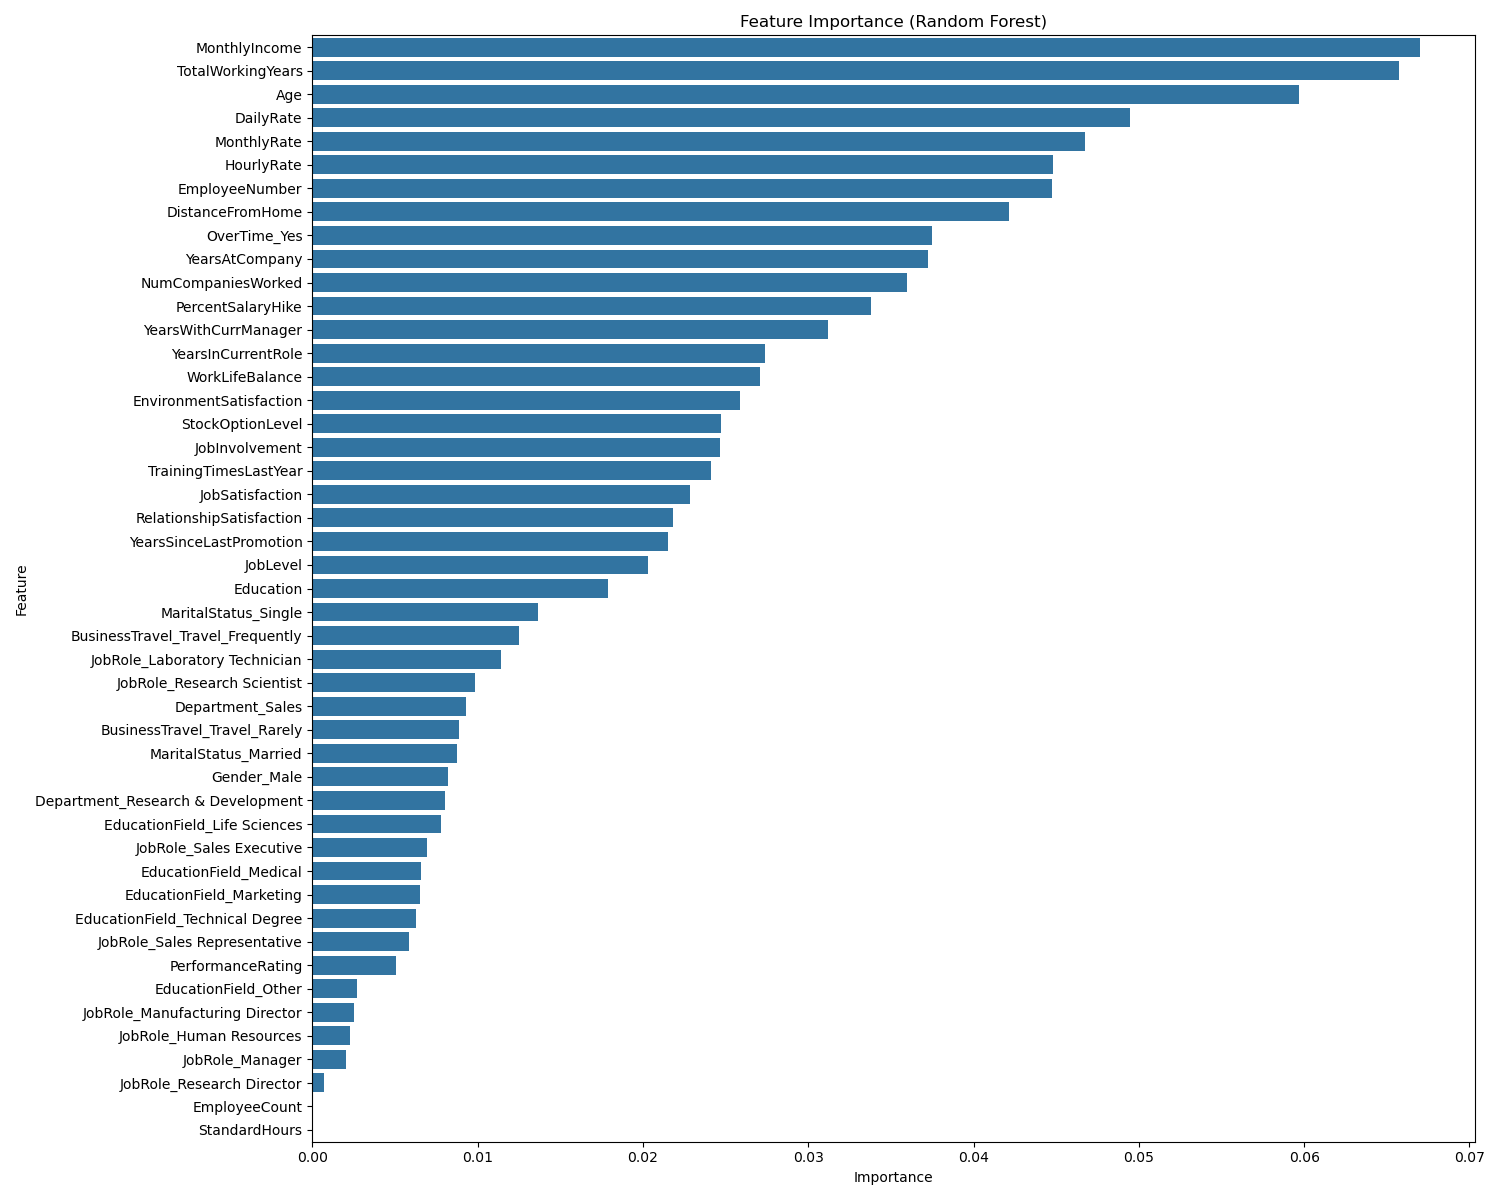 Feature Importance (Random Forest)
MonthlyIncome
TotalWorkingYears
Age
DailyRate
MonthlyRate
HourlyRate
EmployeeNumber
DistanceFromHome
OverTime_Yes
YearsAtCompany
NumCompaniesWorked
PercentSalaryHike
YearsWithCurrManager
YearsInCurrentRole
WorkLifeBalance
EnvironmentSatisfaction
StockOptionLevel
JobInvolvement
TrainingTimesLastYear
JobSatisfaction
RelationshipSatisfaction
YearsSinceLastPromotion
JobLevel
Education
MaritalStatus_Single
BusinessTravel_Travel_Frequently
JobRole_Laboratory Technician
JobRole_Research Scientist
Department_Sales
BusinessTravel_Travel_Rarely
MaritalStatus_Married
Gender_Male
Department_Research & Development
EducationField_Life Sciences
JobRole_Sales Executive
EducationField_Medical
EducationField_Marketing
EducationField_Technical Degree
JobRole_Sales Representative
PerformanceRating
EducationField_Other
JobRole_Manufacturing Director
JobRole_Human Resources
JobRole_Manager
JobRole_Research Director
EmployeeCount
StandardHours
Feature
0.00 0.01 0.02 0.03 0.04 0.05 0.06 0.07
Importance